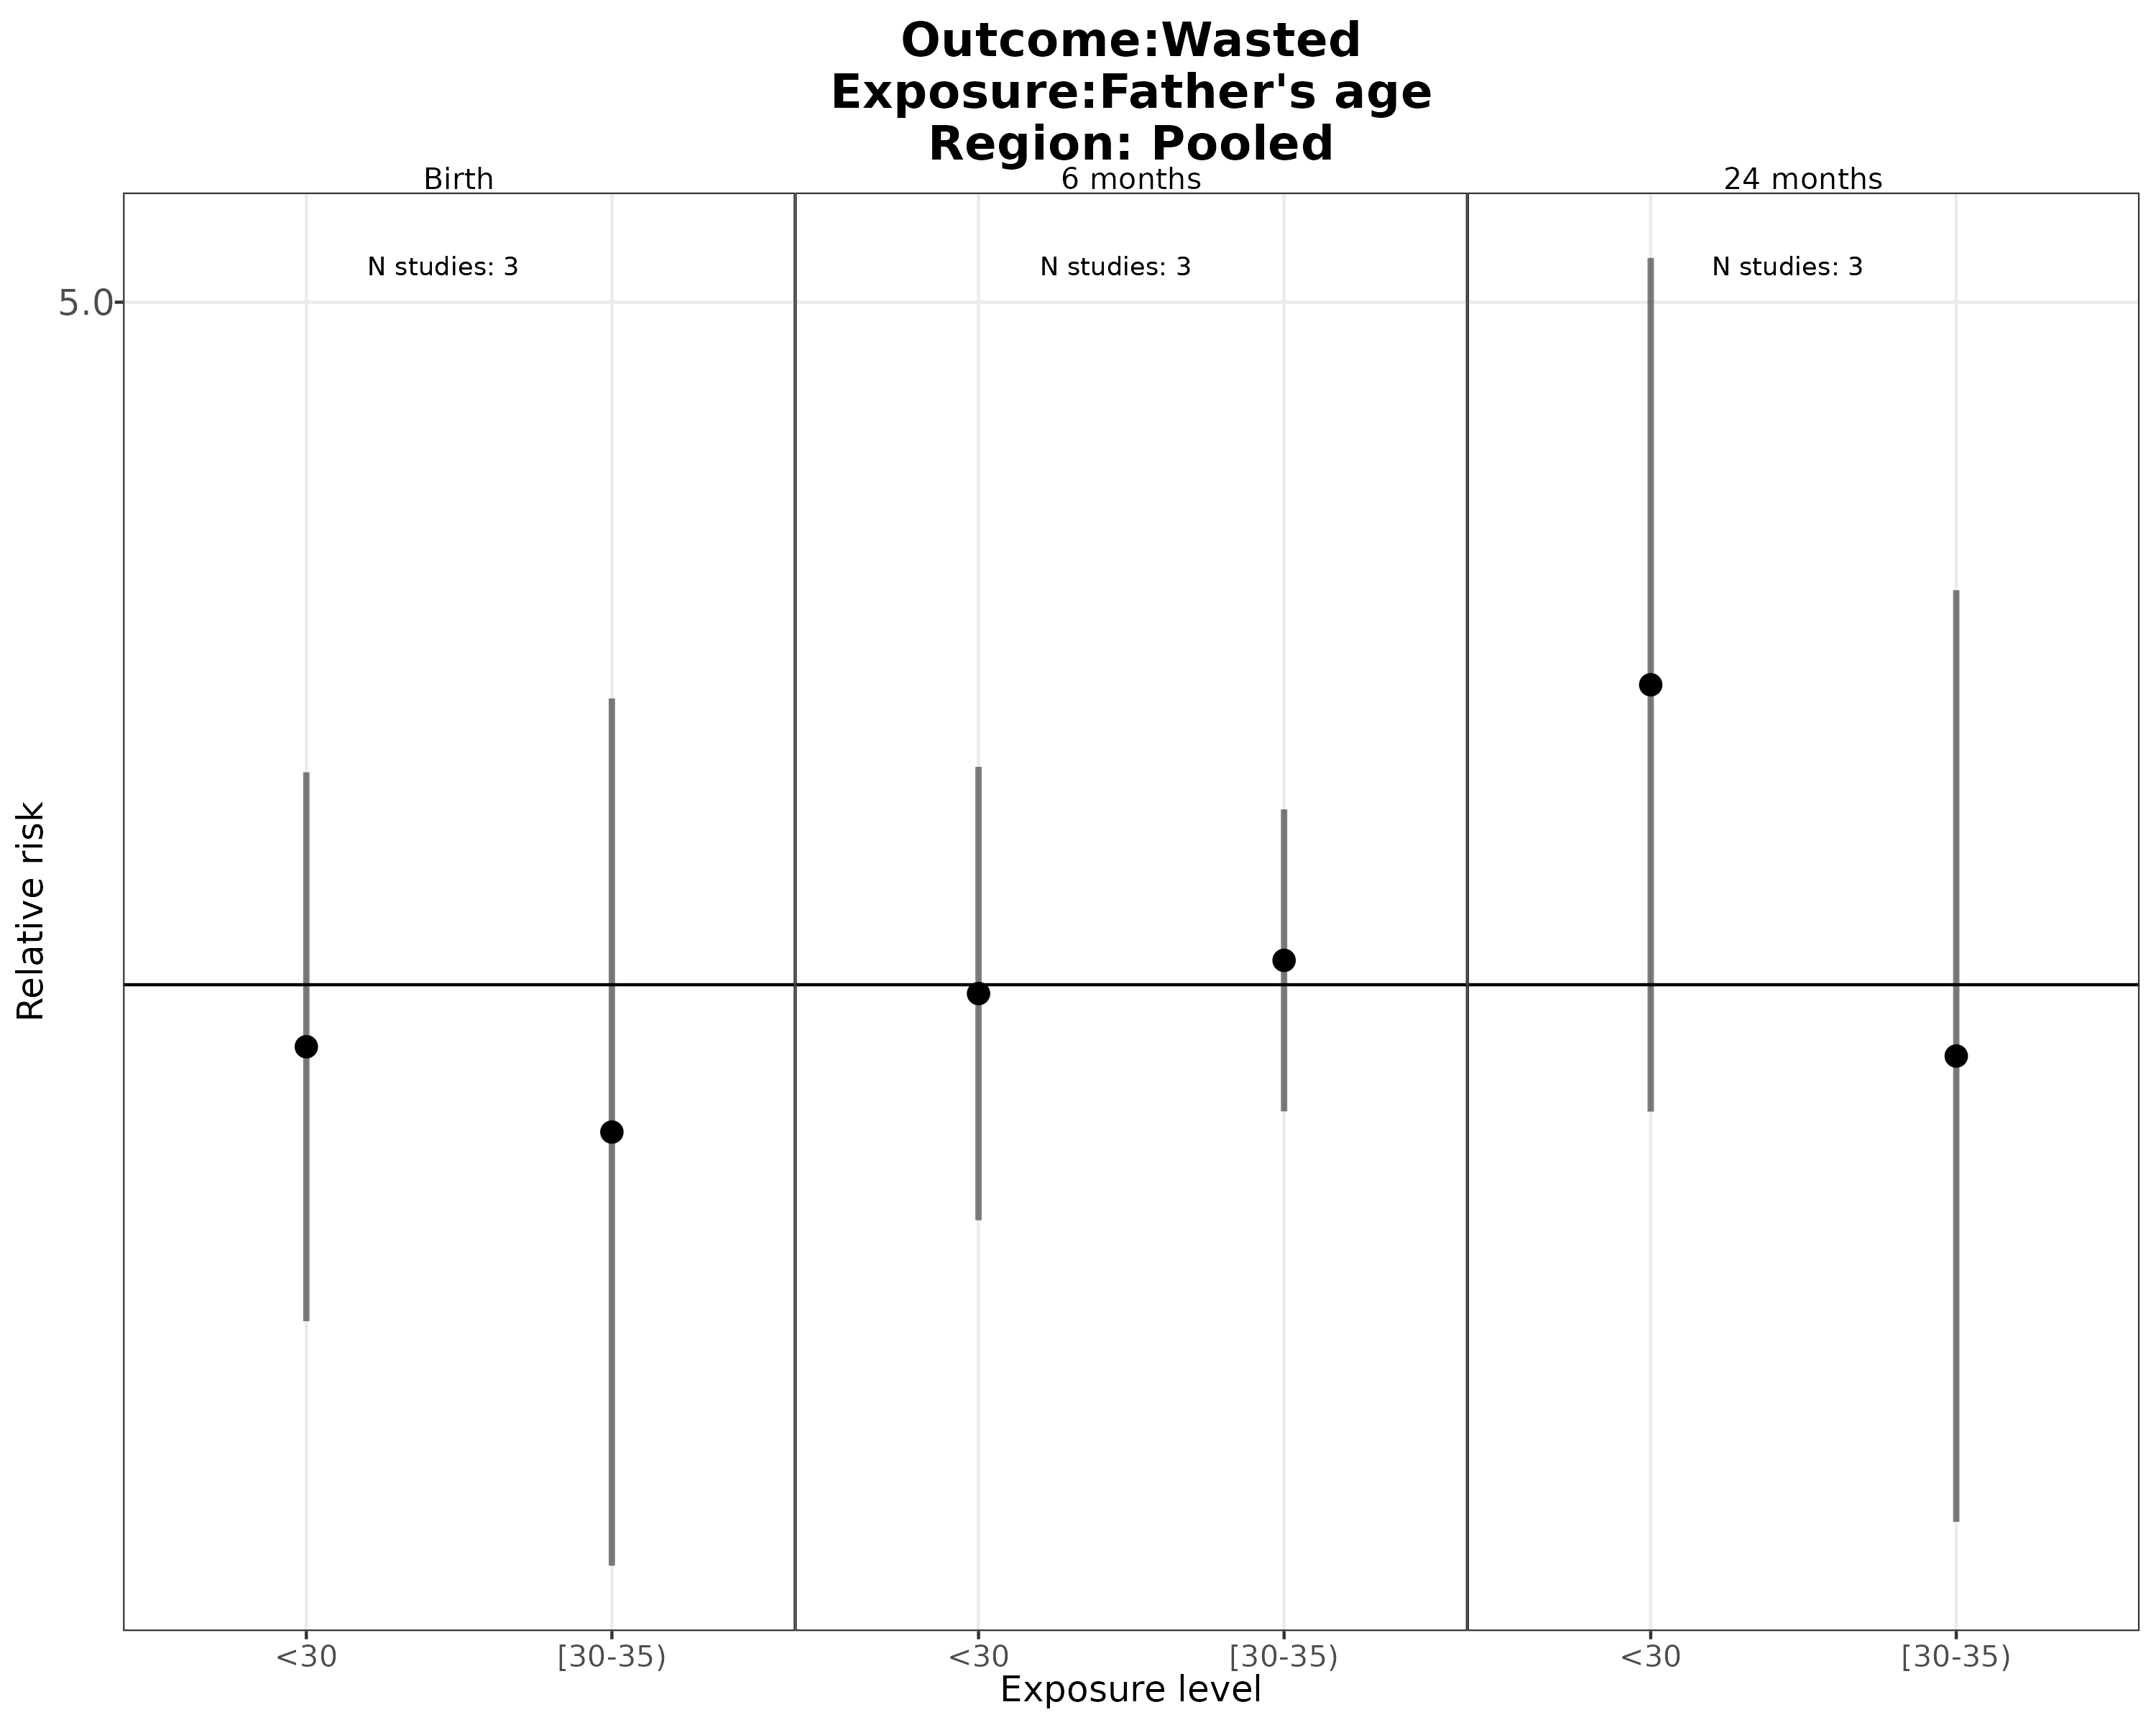 Outcome:Wasted
Exposure:Father's age
Region: Pooled
Birth
6 months
24 months
N studies: 3
N studies: 3
N studies: 3
5.0
Relative risk
<30
[30-35)
<30
[30-35)
<30
[30-35)
Exposure level